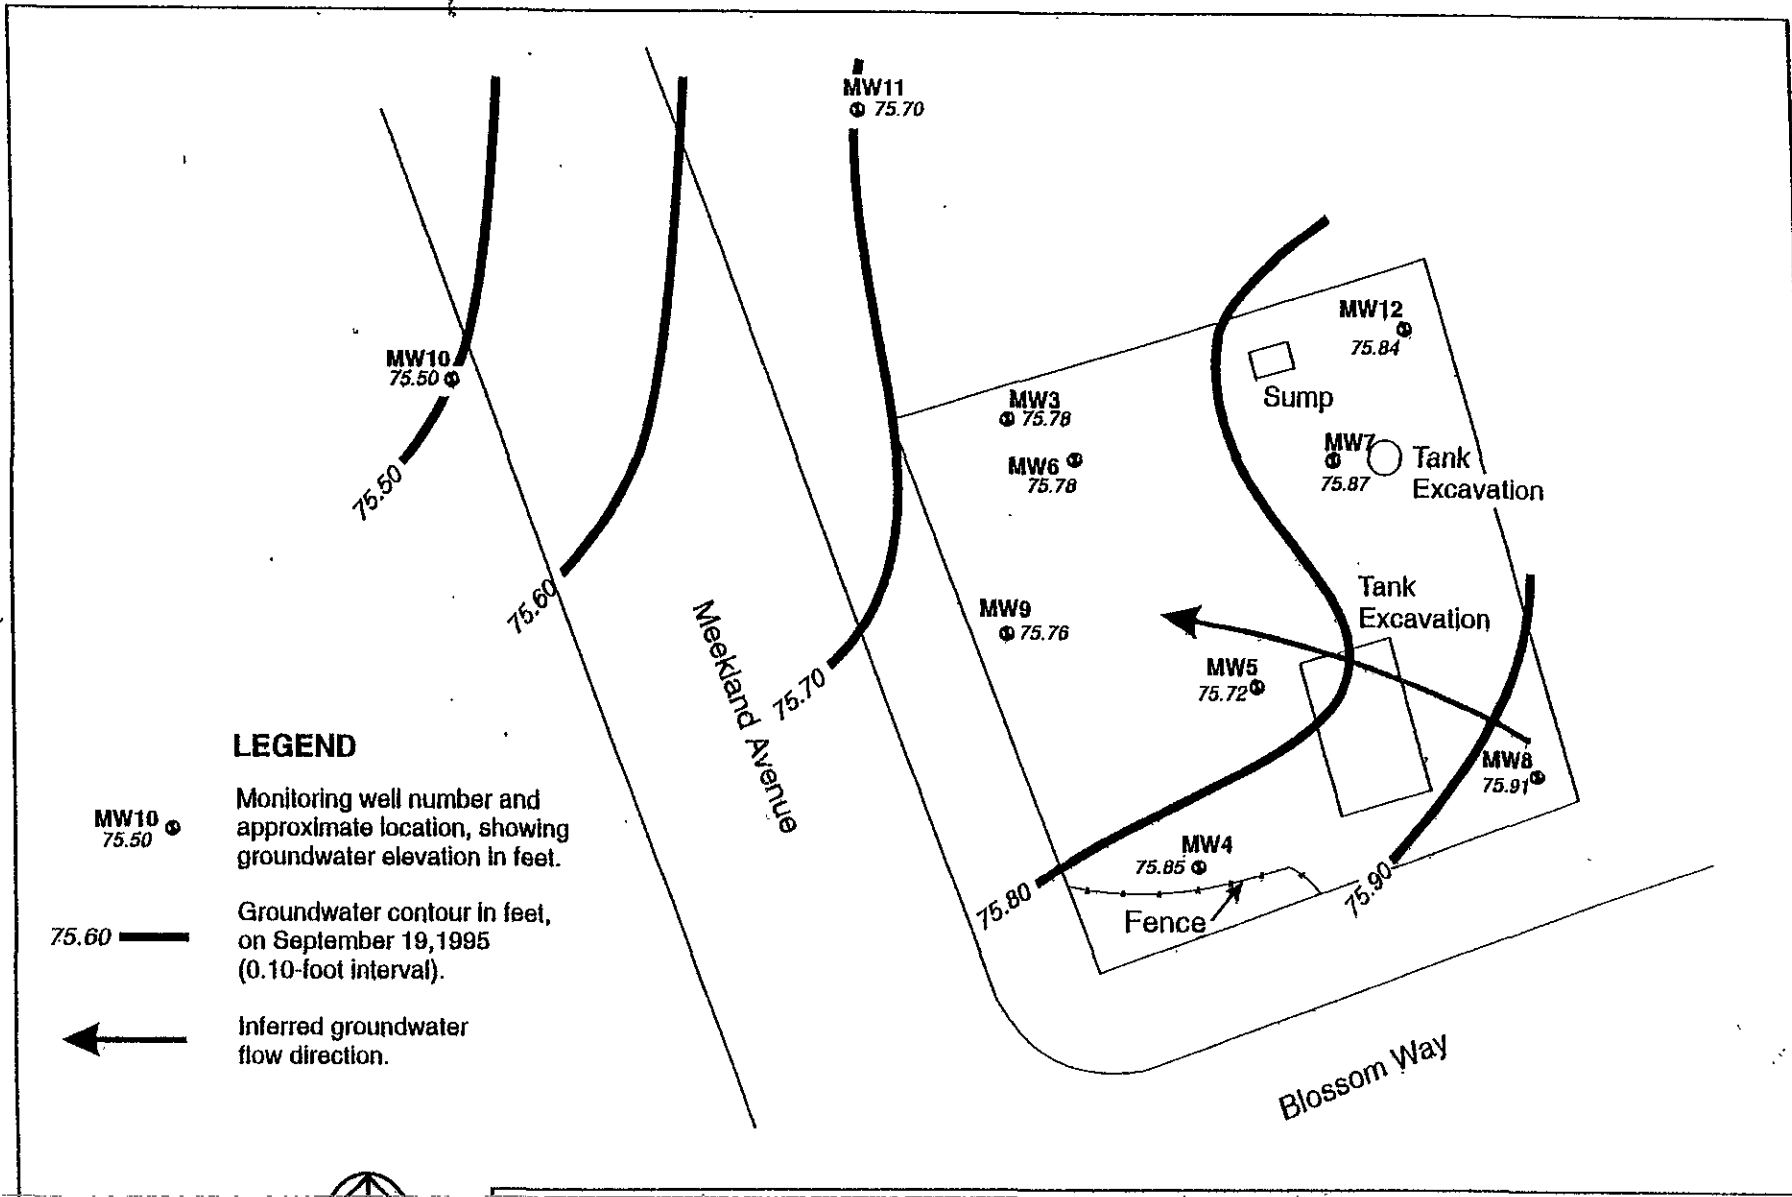 MW11
75.70
MW12
75.84
MW10
75.50
Sump
MW3
75.78
MW7
75.87
Tank
Excavation
MW6
75.78
75.50
Tank
Excavation
75.60
MW9
75.76
Meekland Avenue
MW5
75.72
75.70
MW8
75.91
MW4
75.85
75.80
75.90
Fence
Blossom Way
LEGEND
MW10
75.50
Monitoring well number and
approximate location, showing
groundwater elevation in feet.
75.60
Groundwater contour in feet,
on September 19,1995
(0.10-foot interval).
Inferred groundwater
flow direction.